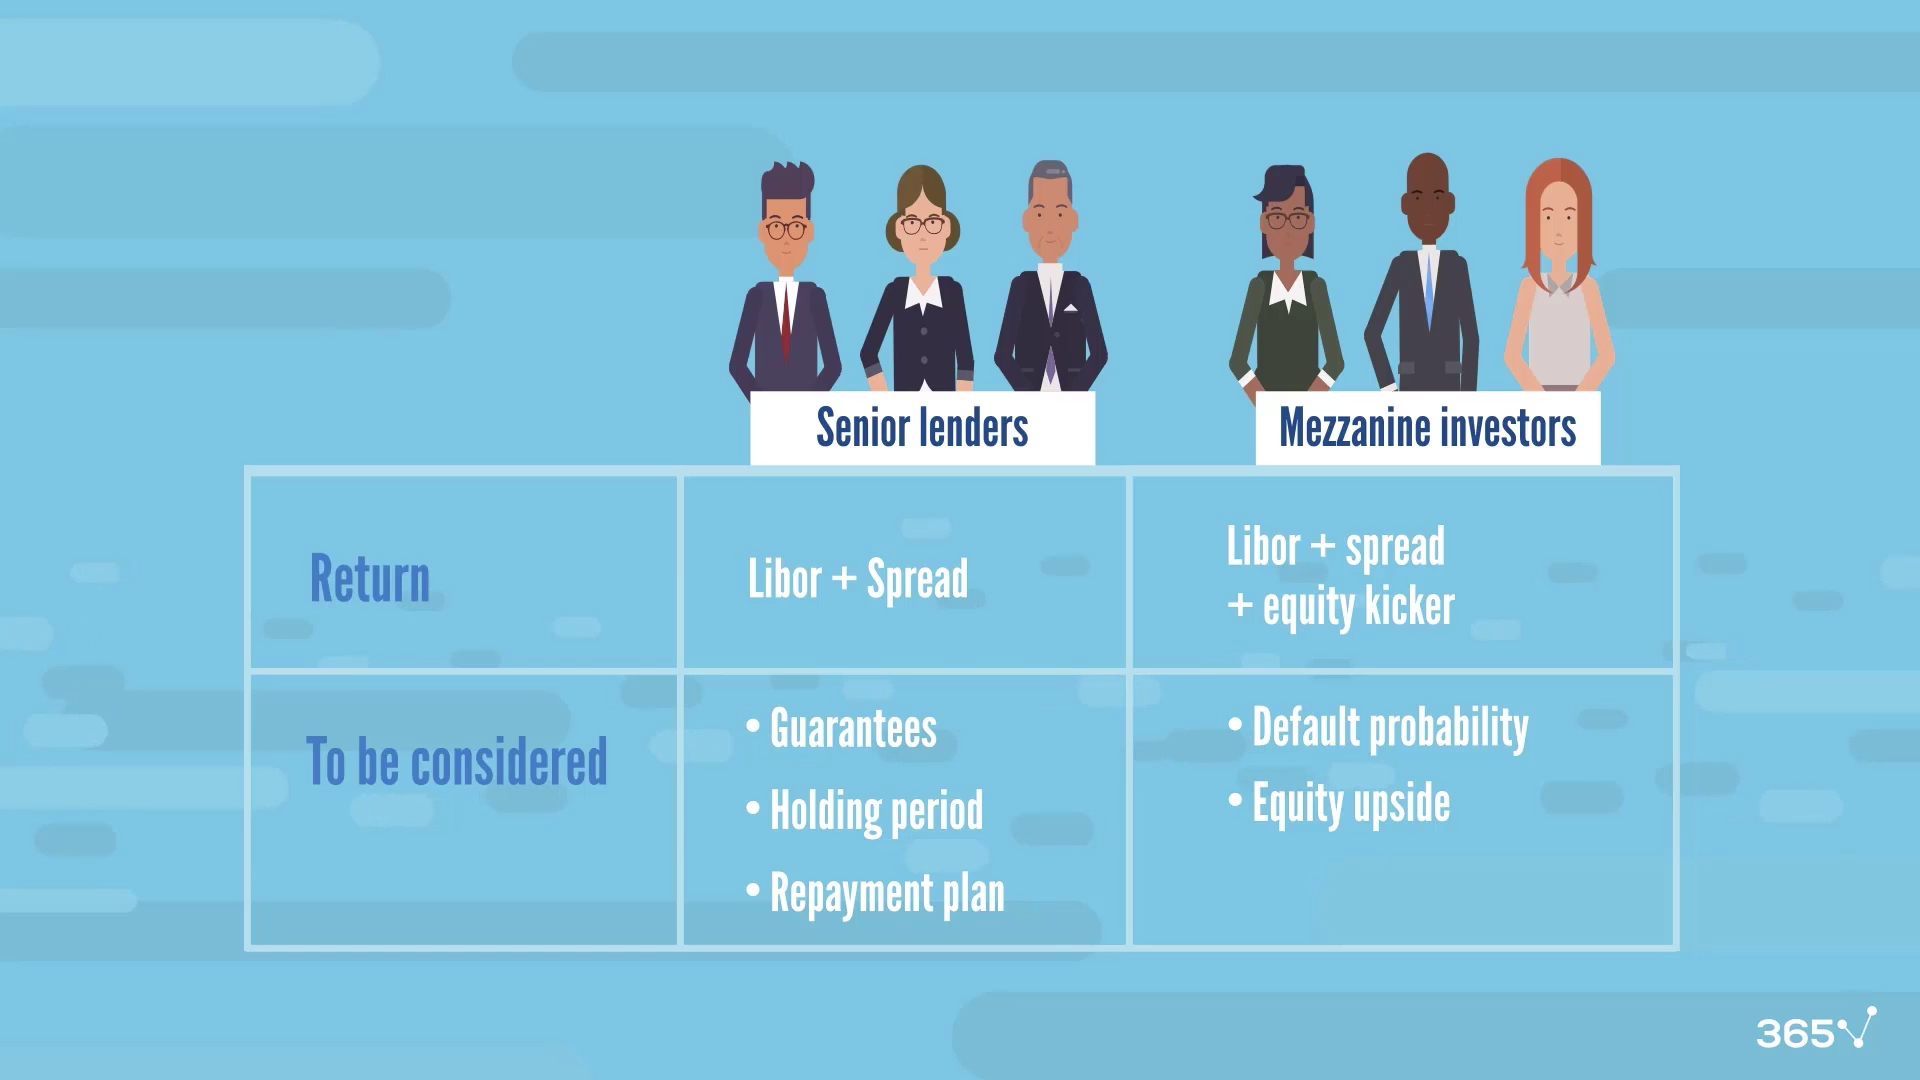 Senior lenders
Mezzanine investors
Return
Libor + Spread
Libor + spread
+ equity kicker
To be considered
• Guarantees
• Holding period
• Repayment plan
• Default probability
• Equity upside
365